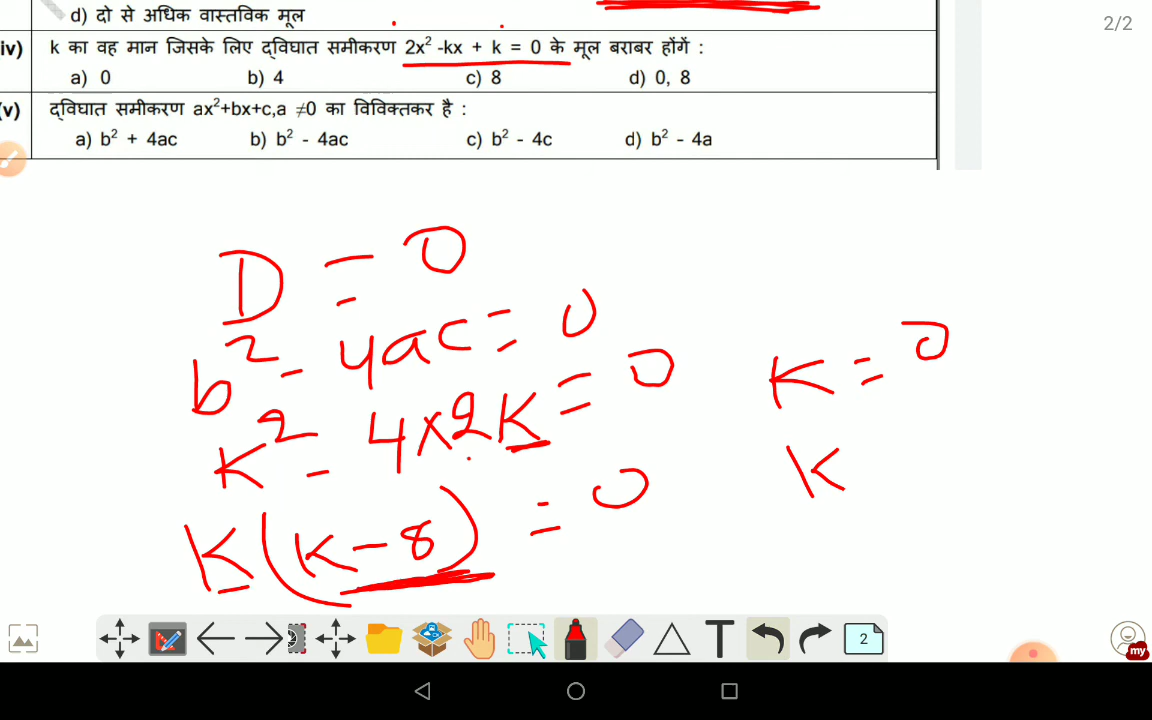 d) दो से अधिक वास्तविक मूल
2/2
iv) k का वह मान जिसके लिए द्विघात समीकरण 2x² -kx + k = 0 के मूल बराबर होंगें :
a) 0 b) 4 c) 8 d) 0, 8
(v) द्विघात समीकरण ax²+bx+c,a ≠0 का विविक्तकर है :
a) b² + 4ac b) b² - 4ac c) b² - 4c d) b² - 4a
D = 0
b² - 4ac = 0
K² - 4x2K = 0
K(K-8) = 0
K = 0
K
T
2
my